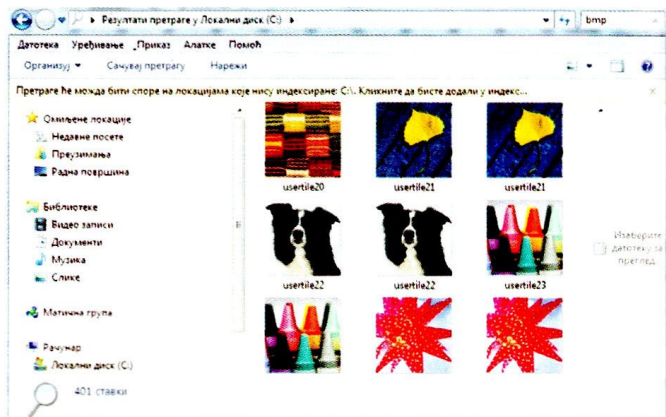 Резултати претраге у Локални диск (C:)
bmp
Датотека Уређивање Приказ Алатке Помоћ
Организуј Сачувај претрагу Нарежи
Претраге ће можда бити споре на локацијама које нису индексиране: C:\. Кликните да бисте додали у индекс...
Омиљене локације
Недавне посете
Преузимања
Радна површина
Библиотеке
Видео записи
Документи
Музика
Слике
Матична група
Рачунар
Локални диск (C:)
usertile20 usertile21 usertile21
usertile22 usertile22 usertile23
Изаберите
датотеку за
преглед.
401 ставки